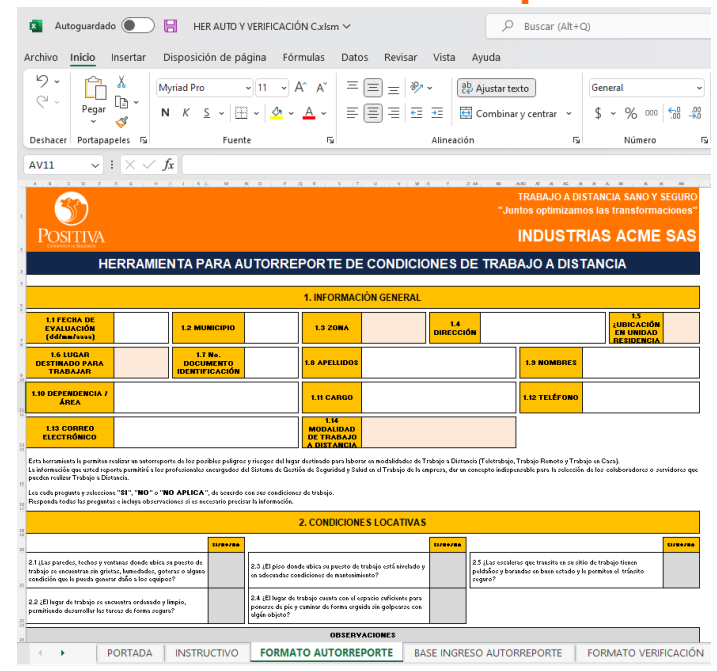 Autoguardado HER AUTO Y VERIFICACIÓN C.xlsm Buscar (Alt+Q)
Archivo Inicio Insertar Disposición de página Fórmulas Datos Revisar Vista Ayuda
Pegar Myriad Pro 11 Ajustar texto General
N K S Combinar y centrar $ % 000
Deshacer Portapapeles Fuente Alineación Número
AV11 fx
TRABAJO A DISTANCIA SANO Y SEGURO
"Juntos optimizamos las transformaciones"
POSITIVA
COMPAÑÍA DE SEGUROS
INDUSTRIAS ACME SAS
HERRAMIENTA PARA AUTORREPORTE DE CONDICIONES DE TRABAJO A DISTANCIA
1. INFORMACIÓN GENERAL
1.1 FECHA DE
EVALUACIÓN
(dd/mm/aaaa)
1.2 MUNICIPIO
1.3 ZONA
1.4
DIRECCIÓN
1.5
¿UBICACIÓN
EN UNIDAD
RESIDENCIA
1.6 LUGAR
DESTINADO PARA
TRABAJAR
1.7 No.
DOCUMENTO
IDENTIFICACIÓN
1.8 APELLIDOS
1.9 NOMBRES
1.10 DEPENDENCIA /
ÁREA
1.11 CARGO
1.12 TELÉFONO
1.13 CORREO
ELECTRÓNICO
1.14
MODALIDAD
DE TRABAJO
A DISTANCIA
Esta herramienta le permitira realizar un autorreporte de los posibles peligros y riesgos del lugar destinado para laborar en modalidades de Trabajo a Distancia (Teletrabajo, Trabajo Remoto y Trabajo en Casa).
La información que usted reporta permitirá a los profesionales encargados del Sistema de Gestión de Seguridad y Salud en el Trabajo de la empresa, dar un concepto indispensable para la selección de los colaboradores o servidores que
puedan realizar Trabajo a Distancia.
Lea cada pregunta y seleccione "SI", "NO" o "NO APLICA", de acuerdo con sus condiciones de trabajo.
Responda todas las preguntas e incluya observaciones si es necesario precisar la información.
2. CONDICIONES LOCATIVAS
SI/NO/NA SI/NO/NA SI/NO/NA
2.1 ¿Las paredes, techos y ventanas donde ubica su puesto de
trabajo se encuentran sin grietas, humedades, goteras o alguna
condición que le pueda generar daño a los equipos?
2.3 ¿El piso donde ubica su puesto de trabajo está nivelado y
en adecuadas condiciones de mantenimiento?
2.5 ¿Las escaleras que transita en su sitio de trabajo tienen
peldaños y barandas en buen estado y le permiten el tránsito
seguro?
2.2 ¿El lugar de trabajo se encuentra ordenado y limpio,
permitiendo desarrollar las tareas de forma segura?
2.4 ¿El lugar de trabajo cuenta con el espacio suficiente para
ponerse de pie y caminar de forma erguida sin golpearse con
algún objeto?
OBSERVACIONES
PORTADA INSTRUCTIVO FORMATO AUTORREPORTE BASE INGRESO AUTORREPORTE FORMATO VERIFICACIÓN